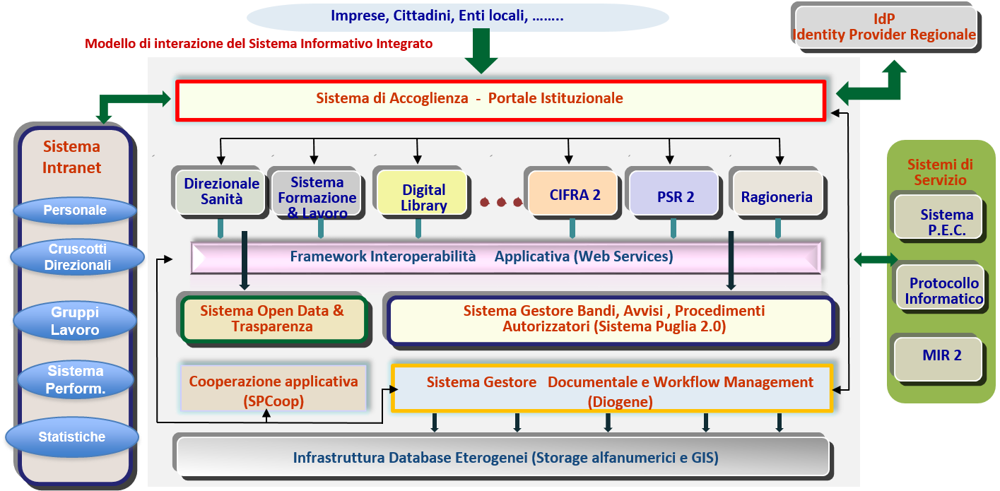 Imprese, Cittadini, Enti locali, ……..
IdP
Identity Provider Regionale
Modello di interazione del Sistema Informativo Integrato
Sistema di Accoglienza - Portale Istituzionale
Sistema
Intranet
Personale
Cruscotti
Direzionali
Gruppi
Lavoro
Sistema
Perform.
Statistiche
Direzionale
Sanità
Sistema
Formazione
& Lavoro
Digital
Library
CIFRA 2
PSR 2
Ragioneria
Framework Interoperabilità Applicativa (Web Services)
Sistema Open Data &
Trasparenza
Sistema Gestore Bandi, Avvisi , Procedimenti
Autorizzatori (Sistema Puglia 2.0)
Cooperazione applicativa
(SPCoop)
Sistema Gestore Documentale e Workflow Management
(Diogene)
Infrastruttura Database Eterogenei (Storage alfanumerici e GIS)
Sistemi di
Servizio
Sistema
P.E.C.
Protocollo
Informatico
MIR 2